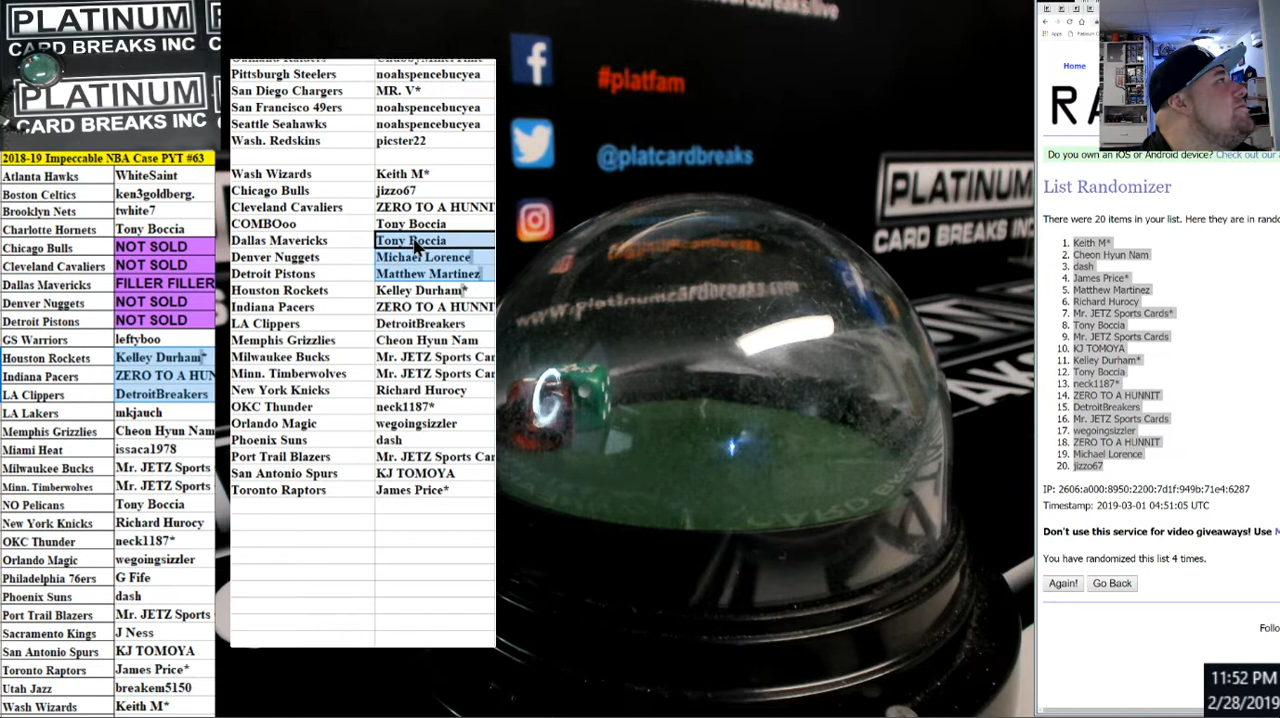 PLATINUM
CARD BREAKS INC
PLATINUM
CARD BREAKS INC
2018-19 Impeccable NBA Case PYT #63
Atlanta Hawks WhiteSaint
Boston Celtics ken3goldberg.
Brooklyn Nets twhite7
Charlotte Hornets Tony Boccia
Chicago Bulls NOT SOLD
Cleveland Cavaliers NOT SOLD
Dallas Mavericks FILLER FILLER
Denver Nuggets NOT SOLD
Detroit Pistons NOT SOLD
GS Warriors leftyboo
Houston Rockets Kelley Durham*
Indiana Pacers ZERO TO A HUN
LA Clippers DetroitBreakers
LA Lakers mkjauch
Memphis Grizzlies Cheon Hyun Nam
Miami Heat issaca1978
Milwaukee Bucks Mr. JETZ Sports
Minn. Timberwolves Mr. JETZ Sports
NO Pelicans Tony Boccia
New York Knicks Richard Hurocy
OKC Thunder neck1187*
Orlando Magic wegoingsizzler
Philadelphia 76ers G Fife
Phoenix Suns dash
Port Trail Blazers Mr. JETZ Sports
Sacramento Kings J Ness
San Antonio Spurs KJ TOMOYA
Toronto Raptors James Price*
Utah Jazz breakem5150
Wash Wizards Keith M*
Pittsburgh Steelers noahspencebucyea
San Diego Chargers MR. V*
San Francisco 49ers noahspencebucyea
Seattle Seahawks noahspencebucyea
Wash. Redskins picster22
Wash Wizards Keith M*
Chicago Bulls jizzo67
Cleveland Cavaliers ZERO TO A HUNNI
COMBOoo Tony Boccia
Dallas Mavericks Tony Boccia
Denver Nuggets Michael Lorence
Detroit Pistons Matthew Martinez
Houston Rockets Kelley Durham*
Indiana Pacers ZERO TO A HUNNI
LA Clippers DetroitBreakers
Memphis Grizzlies Cheon Hyun Nam
Milwaukee Bucks Mr. JETZ Sports Car
Minn. Timberwolves Mr. JETZ Sports Car
New York Knicks Richard Hurocy
OKC Thunder neck1187*
Orlando Magic wegoingsizzler
Phoenix Suns dash
Port Trail Blazers Mr. JETZ Sports Car
San Antonio Spurs KJ TOMOYA
Toronto Raptors James Price*
#platfam
@platcardbreaks
PLATINUM
CARD BREAKS INC
Home
RA
Do you own an iOS or Android device? Check out our
List Randomizer
There were 20 items in your list. Here they are in rando
1. Keith M*
2. Cheon Hyun Nam
3. dash
4. James Price*
5. Matthew Martinez
6. Richard Hurocy
7. Mr. JETZ Sports Cards*
8. Tony Boccia
9. Mr. JETZ Sports Cards
10. KJ TOMOYA
11. Kelley Durham*
12. Tony Boccia
13. neck1187*
14. ZERO TO A HUNNIT
15. DetroitBreakers
16. Mr. JETZ Sports Cards
17. wegoingsizzler
18. ZERO TO A HUNNIT
19. Michael Lorence
20. jizzo67
IP: 2606:a000:8950:2200:7d1f:949b:71e4:6287
Timestamp: 2019-03-01 04:51:05 UTC
Don't use this service for video giveaways! Use
You have randomized this list 4 times.
Again! Go Back
Follo
11:52 PM
2/28/2019